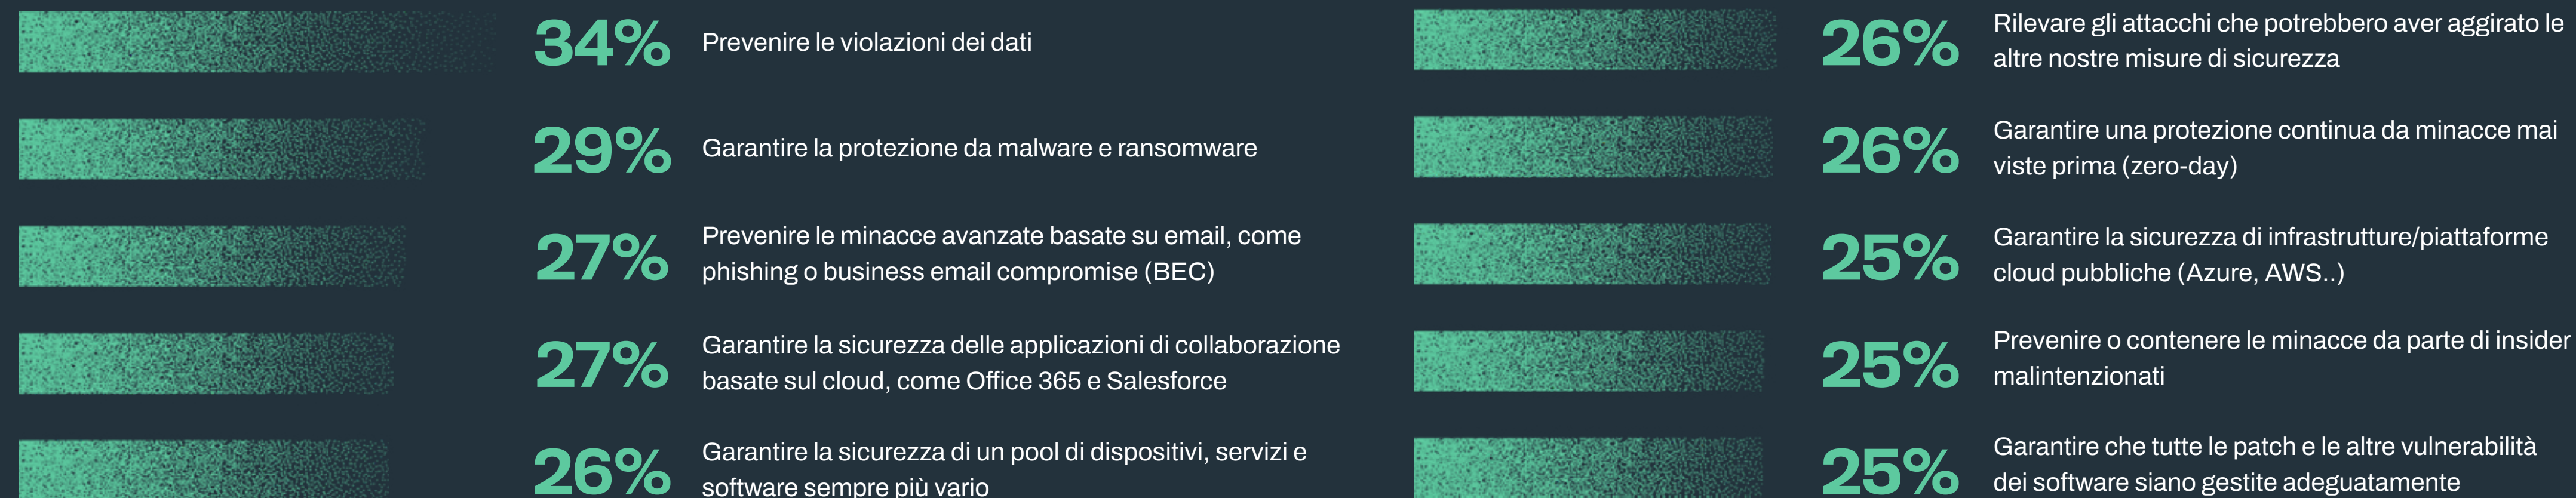 34%
Prevenire le violazioni dei dati
29%
Garantire la protezione da malware e ransomware
27%
Prevenire le minacce avanzate basate su email, come
phishing o business email compromise (BEC)
27%
Garantire la sicurezza delle applicazioni di collaborazione
basate sul cloud, come Office 365 e Salesforce
26%
Garantire la sicurezza di un pool di dispositivi, servizi e
software sempre più vario
26%
Rilevare gli attacchi che potrebbero aver aggirato le
altre nostre misure di sicurezza
26%
Garantire una protezione continua da minacce mai
viste prima (zero-day)
25%
Garantire la sicurezza di infrastrutture/piattaforme
cloud pubbliche (Azure, AWS..)
25%
Prevenire o contenere le minacce da parte di insider
malintenzionati
25%
Garantire che tutte le patch e le altre vulnerabilità
dei software siano gestite adeguatamente